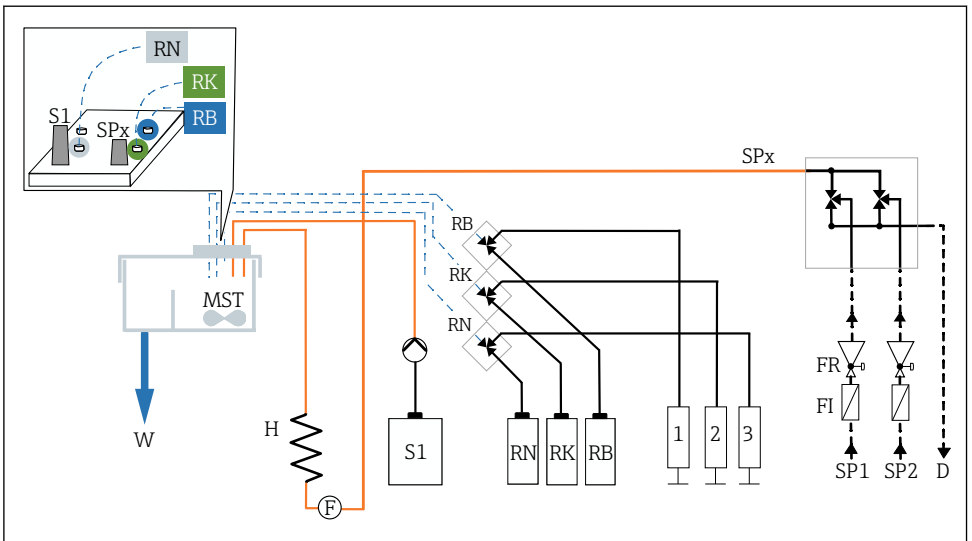 RN
RK
RB
S1
SPx
SPx
RB
RK
RN
MST
W
H
F
S1
RN
RK
RB
1
2
3
FR
FI
SP1
SP2
D